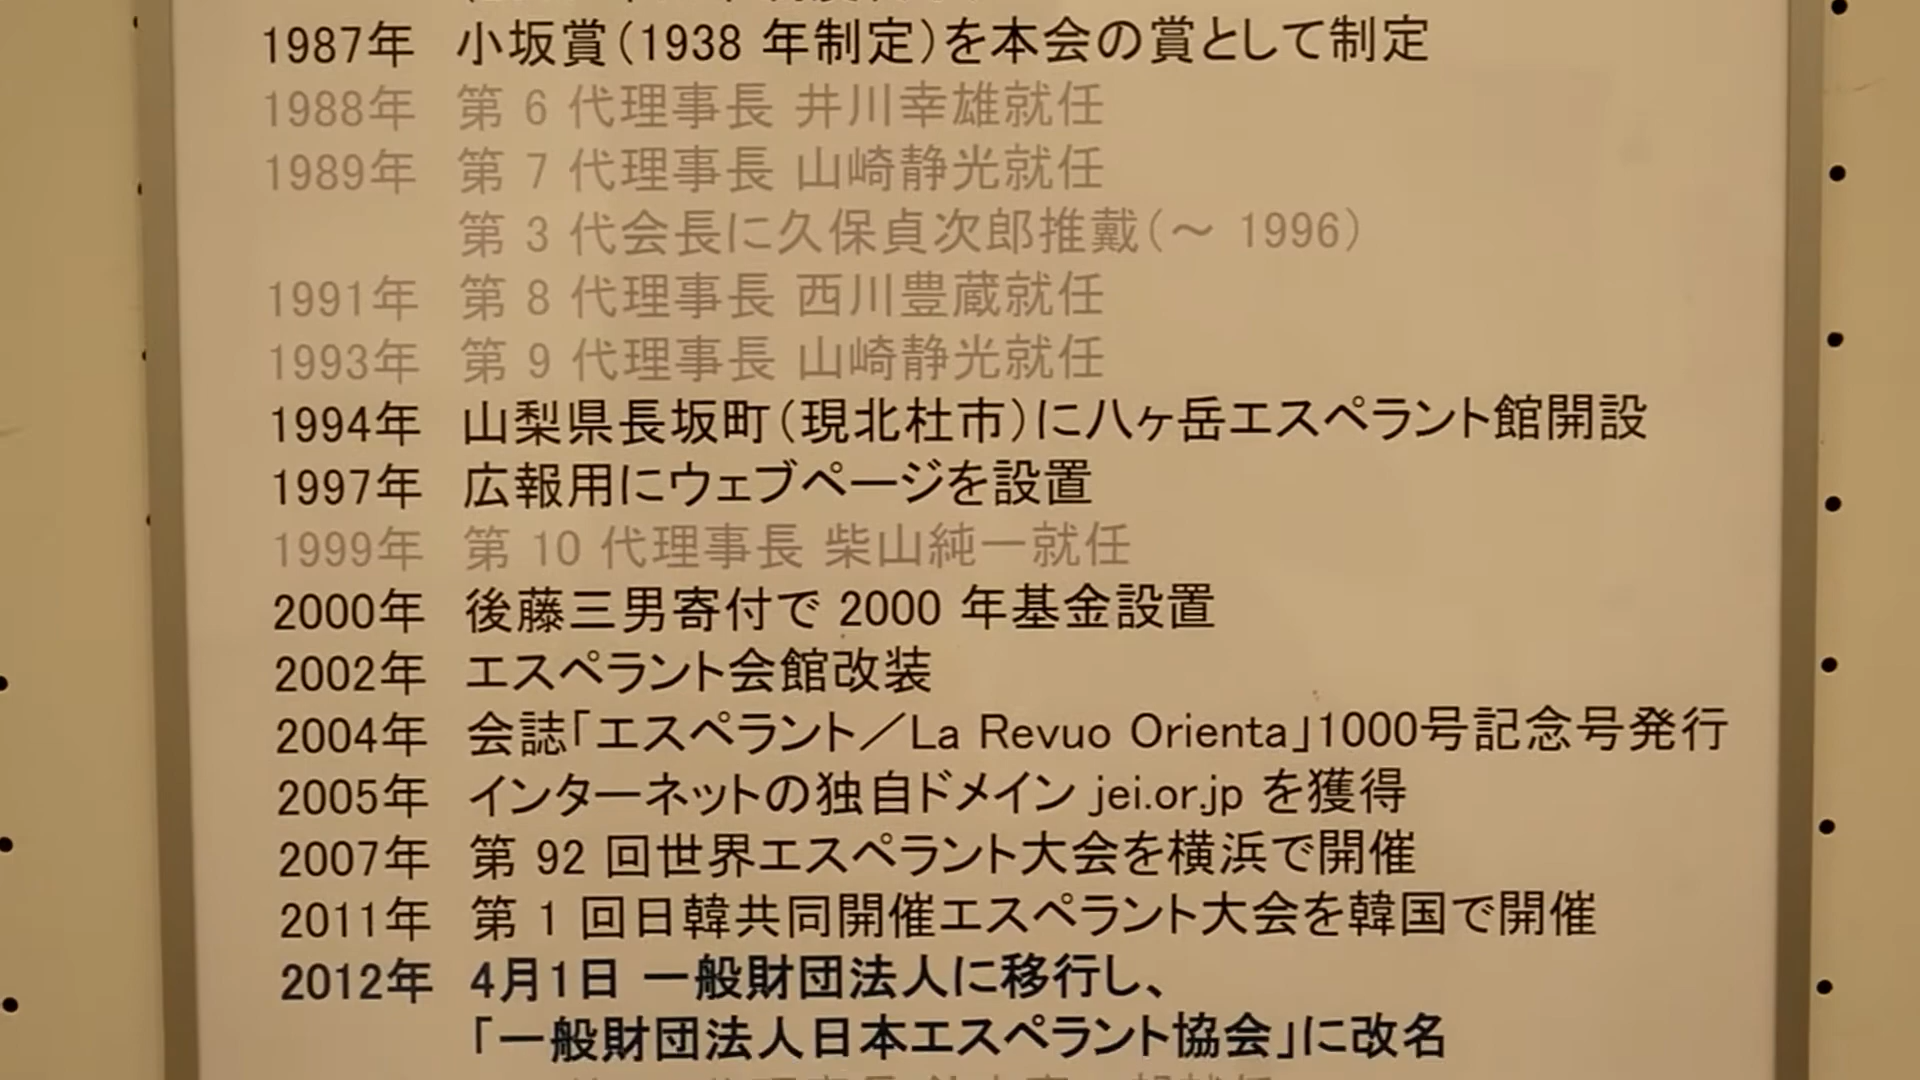 1987年 小坂賞(1938 年制定)を本会の賞として制定
1988年 第 6 代理事長 井川幸雄就任
1989年 第 7 代理事長 山崎静光就任
第 3 代会長に久保貞次郎推戴(～ 1996)
1991年 第 8 代理事長 西川豊蔵就任
1993年 第 9 代理事長 山崎静光就任
1994年 山梨県長坂町(現北杜市)に八ヶ岳エスペラント館開設
1997年 広報用にウェブページを設置
1999年 第 10 代理事長 柴山純一就任
2000年 後藤三男寄付で 2000 年基金設置
2002年 エスペラント会館改装
2004年 会誌「エスペラント／La Revuo Orienta」1000号記念号発行
2005年 インターネットの独自ドメイン jei.or.jp を獲得
2007年 第 92 回世界エスペラント大会を横浜で開催
2011年 第 1 回日韓共同開催エスペラント大会を韓国で開催
2012年 4月1日 一般財団法人に移行し、
「一般財団法人日本エスペラント協会」に改名